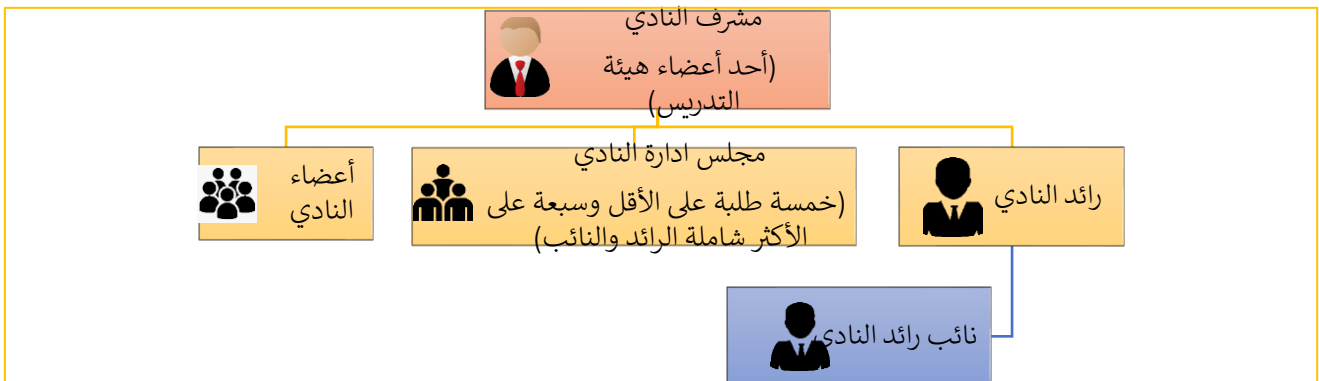 مشرف النادي
(أحد أعضاء هيئة
التدريس)
رائد النادي
مجلس ادارة النادي
(خمسة طلبة على الأقل وسبعة على
الأكثر شاملة الرائد والنائب)
أعضاء
النادي
نائب رائد النادي